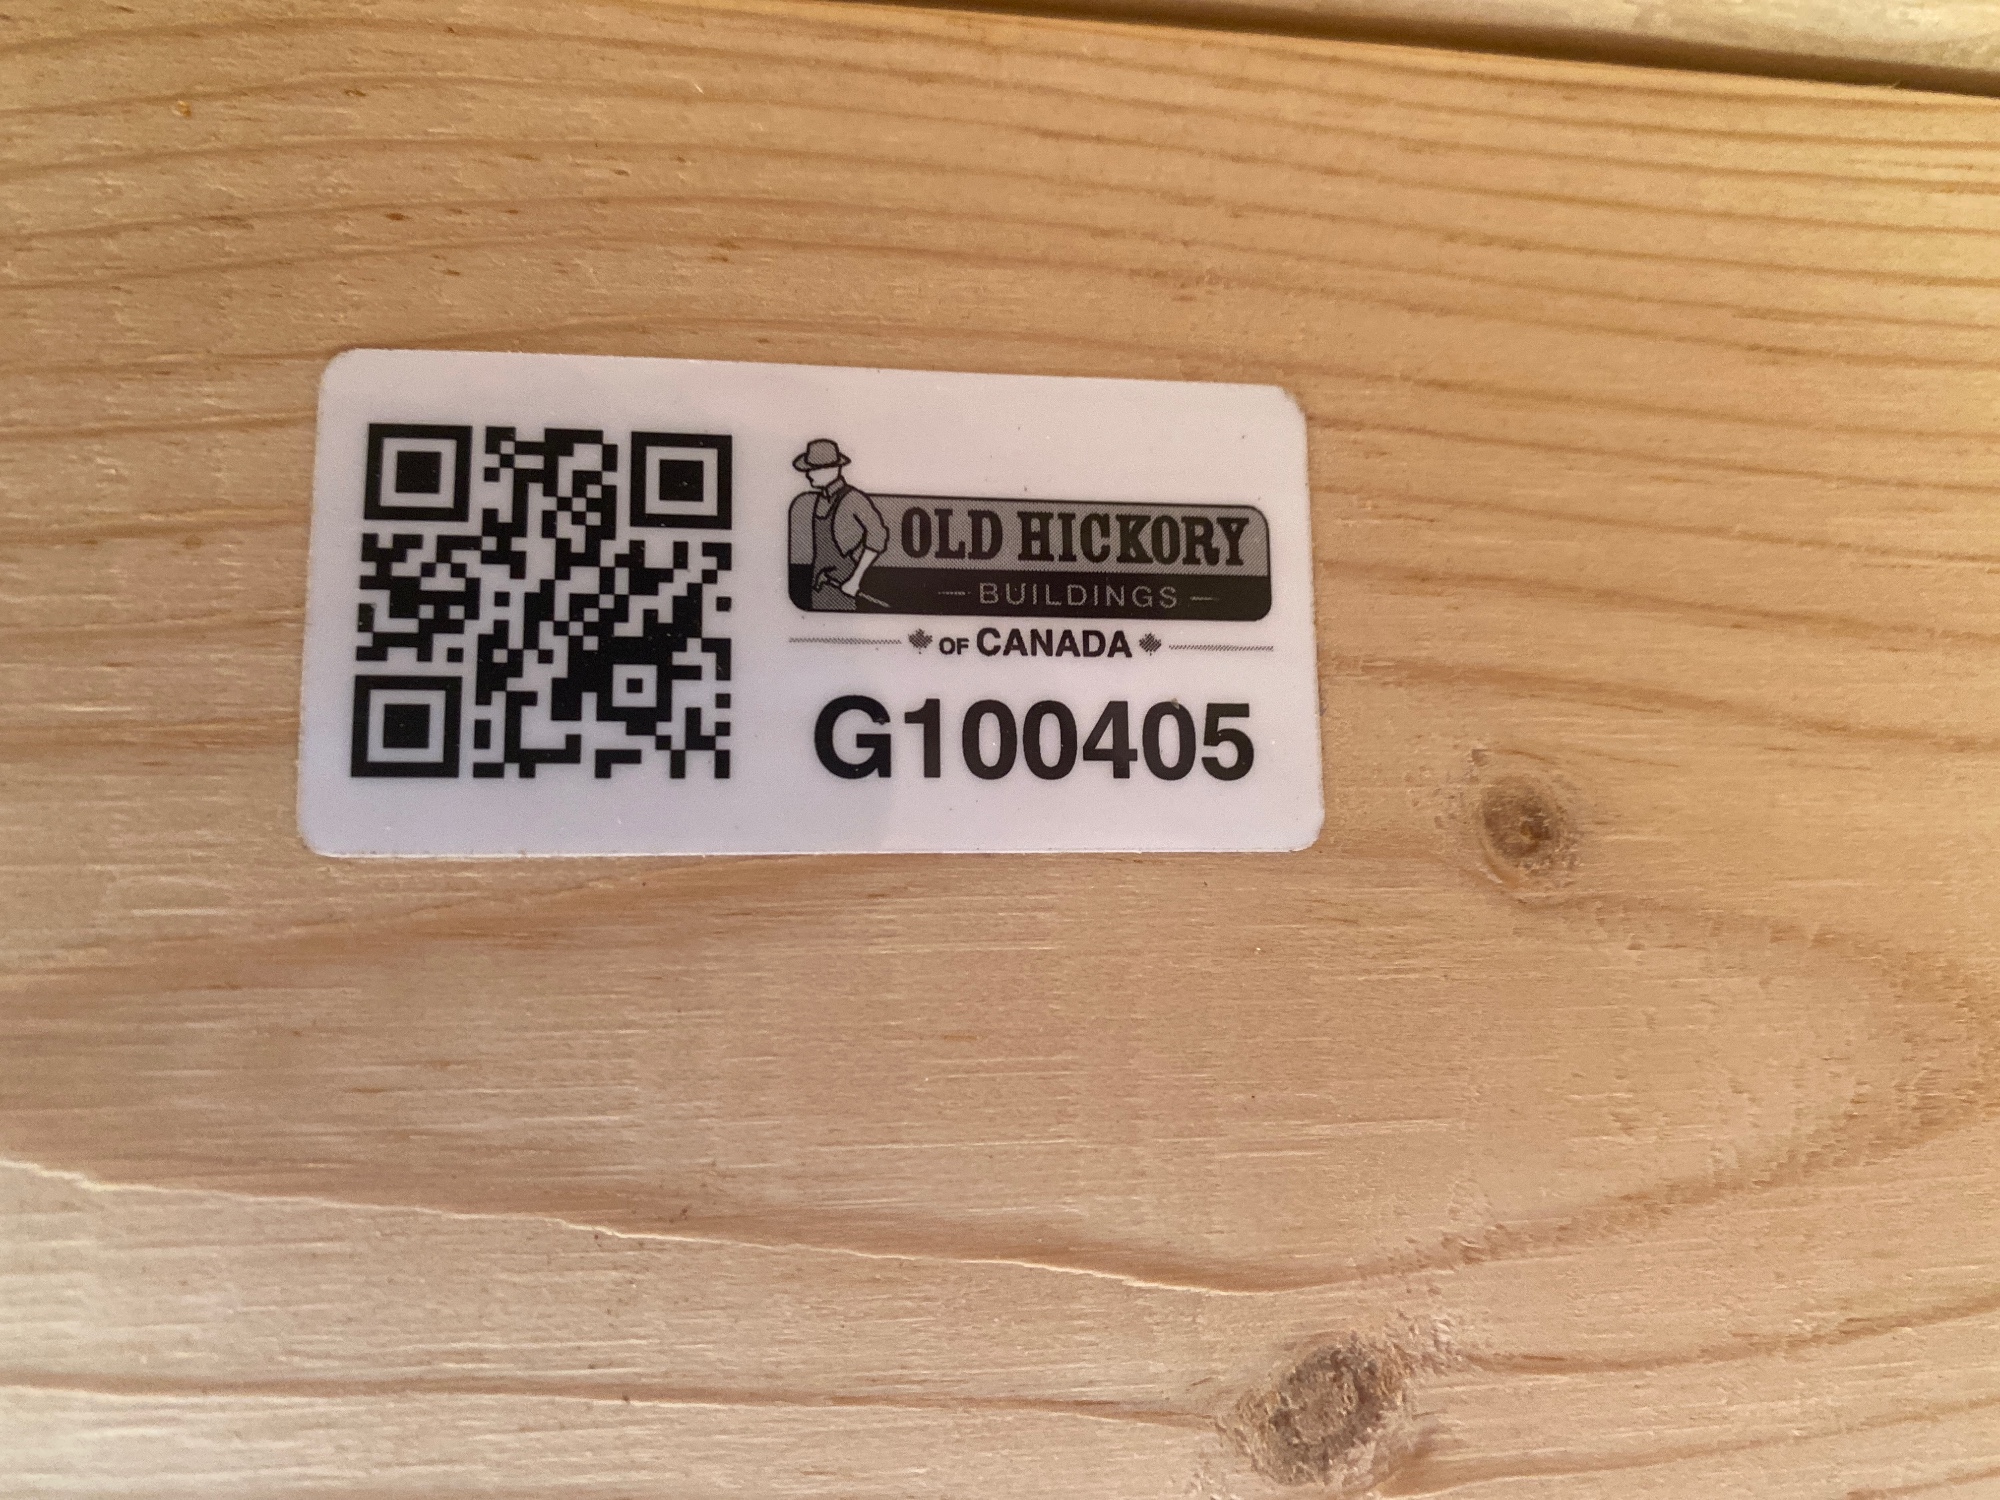 OLD HICKORY
BUILDINGS
OF CANADA
G100405